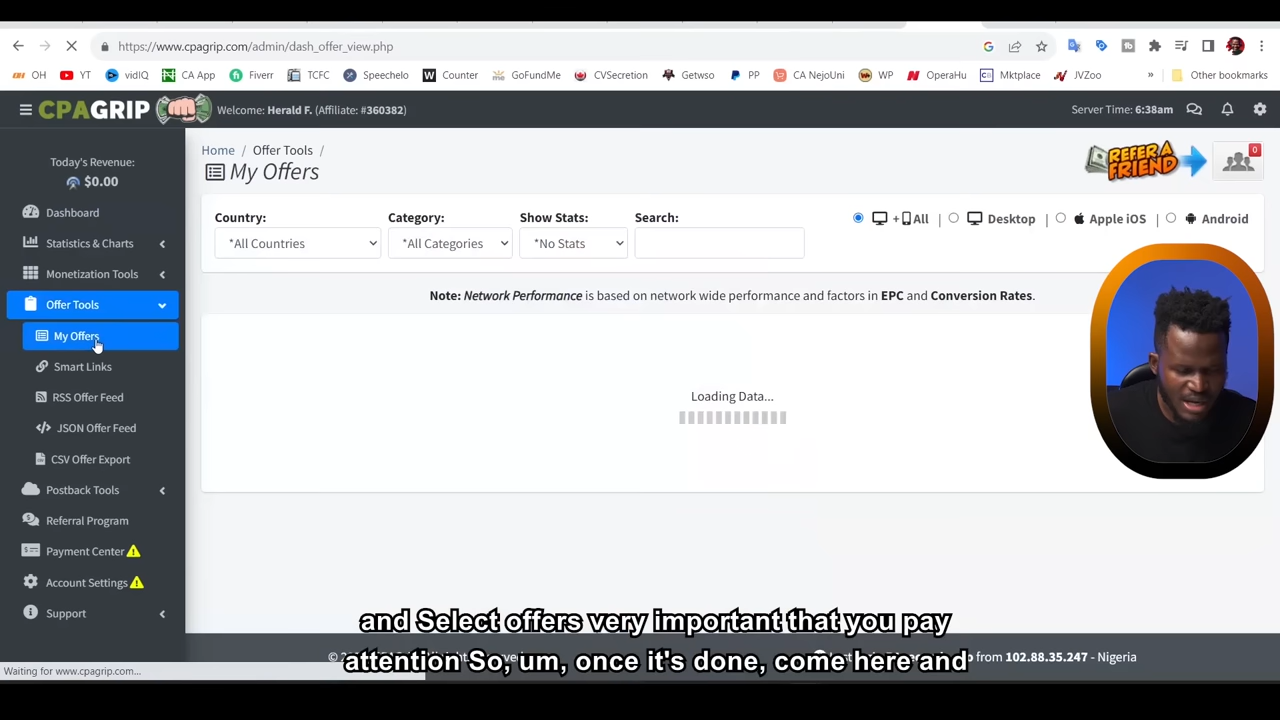 https://www.cpagrip.com/admin/dash_offer_view.php
OH YT vidIQ CA App Fiverr TCFC Speechelo Counter GoFundMe CVSecretion Getwso PP CA NejoUni WP OperaHu Mktplace JVZoo » Other bookmarks
CPAGRIP Welcome: Herald F. (Affiliate: #360382) Server Time: 6:38am
Today's Revenue:
$0.00
Dashboard
Statistics & Charts
Monetization Tools
Offer Tools
My Offers
Smart Links
RSS Offer Feed
JSON Offer Feed
CSV Offer Export
Postback Tools
Referral Program
Payment Center
Account Settings
Support
Home / Offer Tools /
My Offers
REFER A FRIEND
0
Country: Category: Show Stats: Search:
*All Countries *All Categories *No Stats
+ All | Desktop | Apple iOS | Android
Note: Network Performance is based on network wide performance and factors in EPC and Conversion Rates.
Loading Data...
and Select offers very important that you pay
attention So, um, once it's done, come here and
from 102.88.35.247 - Nigeria
Waiting for www.cpagrip.com...